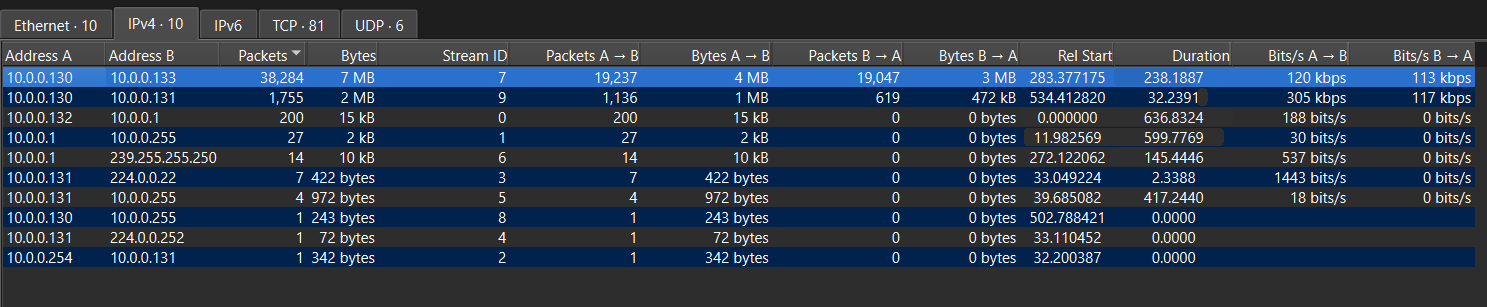 Ethernet · 10 IPv4 · 10 IPv6 TCP · 81 UDP · 6
Address A Address B Packets Bytes Stream ID Packets A → B Bytes A → B Packets B → A Bytes B → A Rel Start Duration Bits/s A → B Bits/s B → A
10.0.0.130 10.0.0.133 38,284 7 MB 7 19,237 4 MB 19,047 3 MB 283.377175 238.1887 120 kbps 113 kbps
10.0.0.130 10.0.0.131 1,755 2 MB 9 1,136 1 MB 619 472 kB 534.412820 32.2391 305 kbps 117 kbps
10.0.0.132 10.0.0.1 200 15 kB 0 200 15 kB 0 0 bytes 0.000000 636.8324 188 bits/s 0 bits/s
10.0.0.1 10.0.0.255 27 2 kB 1 27 2 kB 0 0 bytes 11.982569 599.7769 30 bits/s 0 bits/s
10.0.0.1 239.255.255.250 14 10 kB 6 14 10 kB 0 0 bytes 272.122062 145.4446 537 bits/s 0 bits/s
10.0.0.131 224.0.0.22 7 422 bytes 3 7 422 bytes 0 0 bytes 33.049224 2.3388 1443 bits/s 0 bits/s
10.0.0.131 10.0.0.255 4 972 bytes 5 4 972 bytes 0 0 bytes 39.685082 417.2440 18 bits/s 0 bits/s
10.0.0.130 10.0.0.255 1 243 bytes 8 1 243 bytes 0 0 bytes 502.788421 0.0000
10.0.0.131 224.0.0.252 1 72 bytes 4 1 72 bytes 0 0 bytes 33.110452 0.0000
10.0.0.254 10.0.0.131 1 342 bytes 2 1 342 bytes 0 0 bytes 32.200387 0.0000